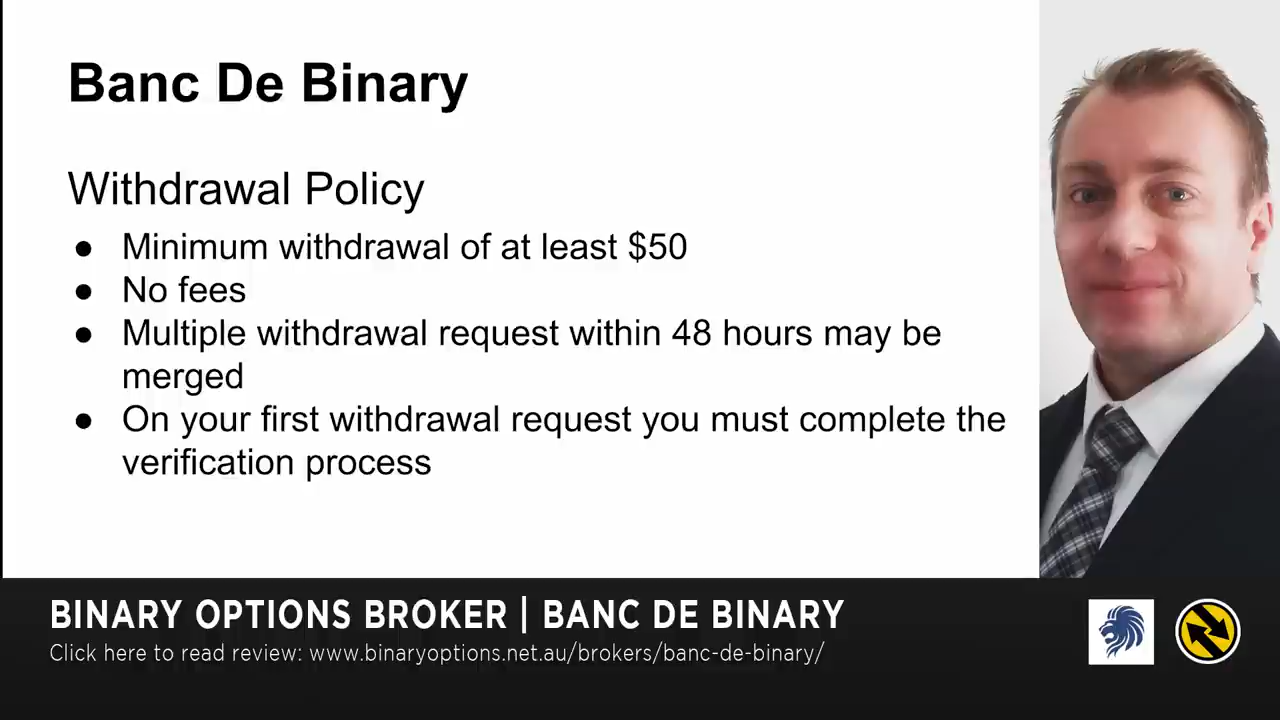 Banc De Binary
Withdrawal Policy
● Minimum withdrawal of at least $50
● No fees
● Multiple withdrawal request within 48 hours may be
merged
● On your first withdrawal request you must complete the
verification process
BINARY OPTIONS BROKER | BANC DE BINARY
Click here to read review: www.binaryoptions.net.au/brokers/banc-de-binary/